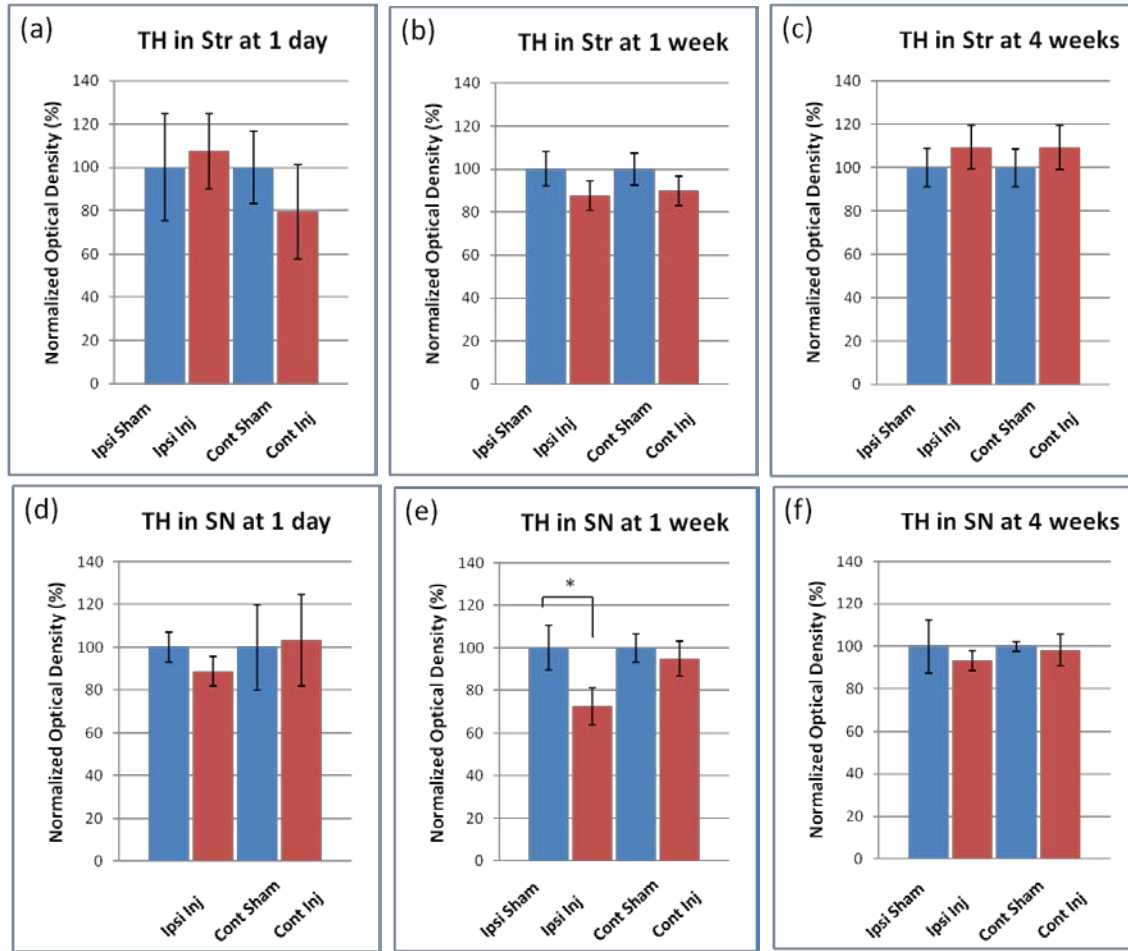 (a)
TH in Str at 1 day
Normalized Optical Density (%)
140
120
100
80
60
40
20
0
Ipsi Sham
Ipsi Inj
Cont Sham
Cont Inj
(b)
TH in Str at 1 week
Normalized Optical Density (%)
140
120
100
80
60
40
20
0
Ipsi Sham
Ipsi Inj
Cont Sham
Cont Inj
(c)
TH in Str at 4 weeks
Normalized Optical Density (%)
140
120
100
80
60
40
20
0
Ipsi Sham
Ipsi Inj
Cont Sham
Cont Inj
(d)
TH in SN at 1 day
Normalized Optical Density (%)
140
120
100
80
60
40
20
0
Ipsi Inj
Cont Sham
Cont Inj
(e)
TH in SN at 1 week
Normalized Optical Density (%)
140
120
100
80
60
40
20
0
*
Ipsi Sham
Ipsi Inj
Cont Sham
Cont Inj
(f)
TH in SN at 4 weeks
Normalized Optical Density (%)
140
120
100
80
60
40
20
0
Ipsi Sham
Ipsi Inj
Cont Sham
Cont Inj